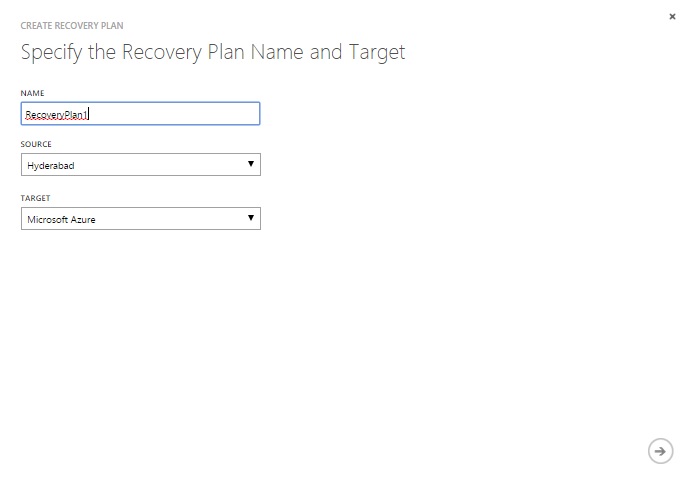 CREATE RECOVERY PLAN
Specify the Recovery Plan Name and Target
NAME
RecoveryPlan1
SOURCE
Hyderabad
TARGET
Microsoft Azure